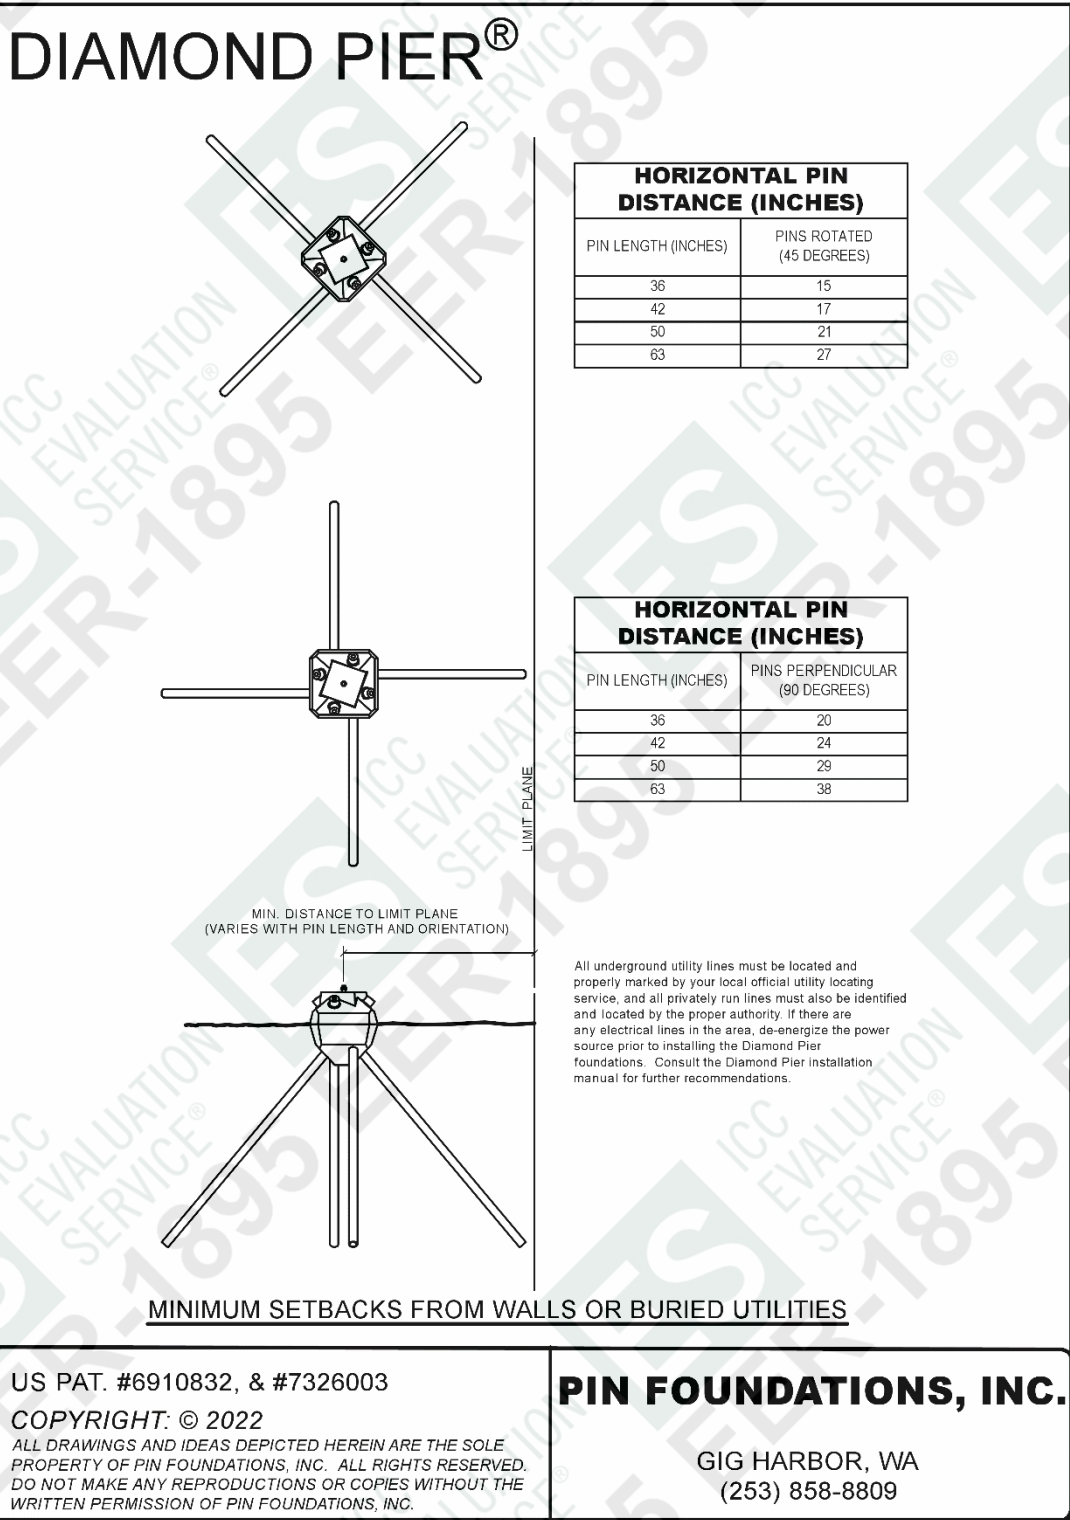 DIAMOND PIER®
HORIZONTAL PIN
DISTANCE (INCHES)
PIN LENGTH (INCHES) PINS ROTATED
(45 DEGREES)
36 15
42 17
50 21
63 27
HORIZONTAL PIN
DISTANCE (INCHES)
PIN LENGTH (INCHES) PINS PERPENDICULAR
(90 DEGREES)
36 20
42 24
50 29
63 38
LIMIT PLANE
MIN. DISTANCE TO LIMIT PLANE
(VARIES WITH PIN LENGTH AND ORIENTATION)
All underground utility lines must be located and
properly marked by your local official utility locating
service, and all privately run lines must also be identified
and located by the proper authority. If there are
any electrical lines in the area, de-energize the power
source prior to installing the Diamond Pier
foundations. Consult the Diamond Pier installation
manual for further recommendations.
MINIMUM SETBACKS FROM WALLS OR BURIED UTILITIES
US PAT. #6910832, & #7326003
COPYRIGHT: © 2022
ALL DRAWINGS AND IDEAS DEPICTED HEREIN ARE THE SOLE
PROPERTY OF PIN FOUNDATIONS, INC. ALL RIGHTS RESERVED.
DO NOT MAKE ANY REPRODUCTIONS OR COPIES WITHOUT THE
WRITTEN PERMISSION OF PIN FOUNDATIONS, INC.
PIN FOUNDATIONS, INC.
GIG HARBOR, WA
(253) 858-8809
ES
ICC
EVALUATION
SERVICE®
EER-1895